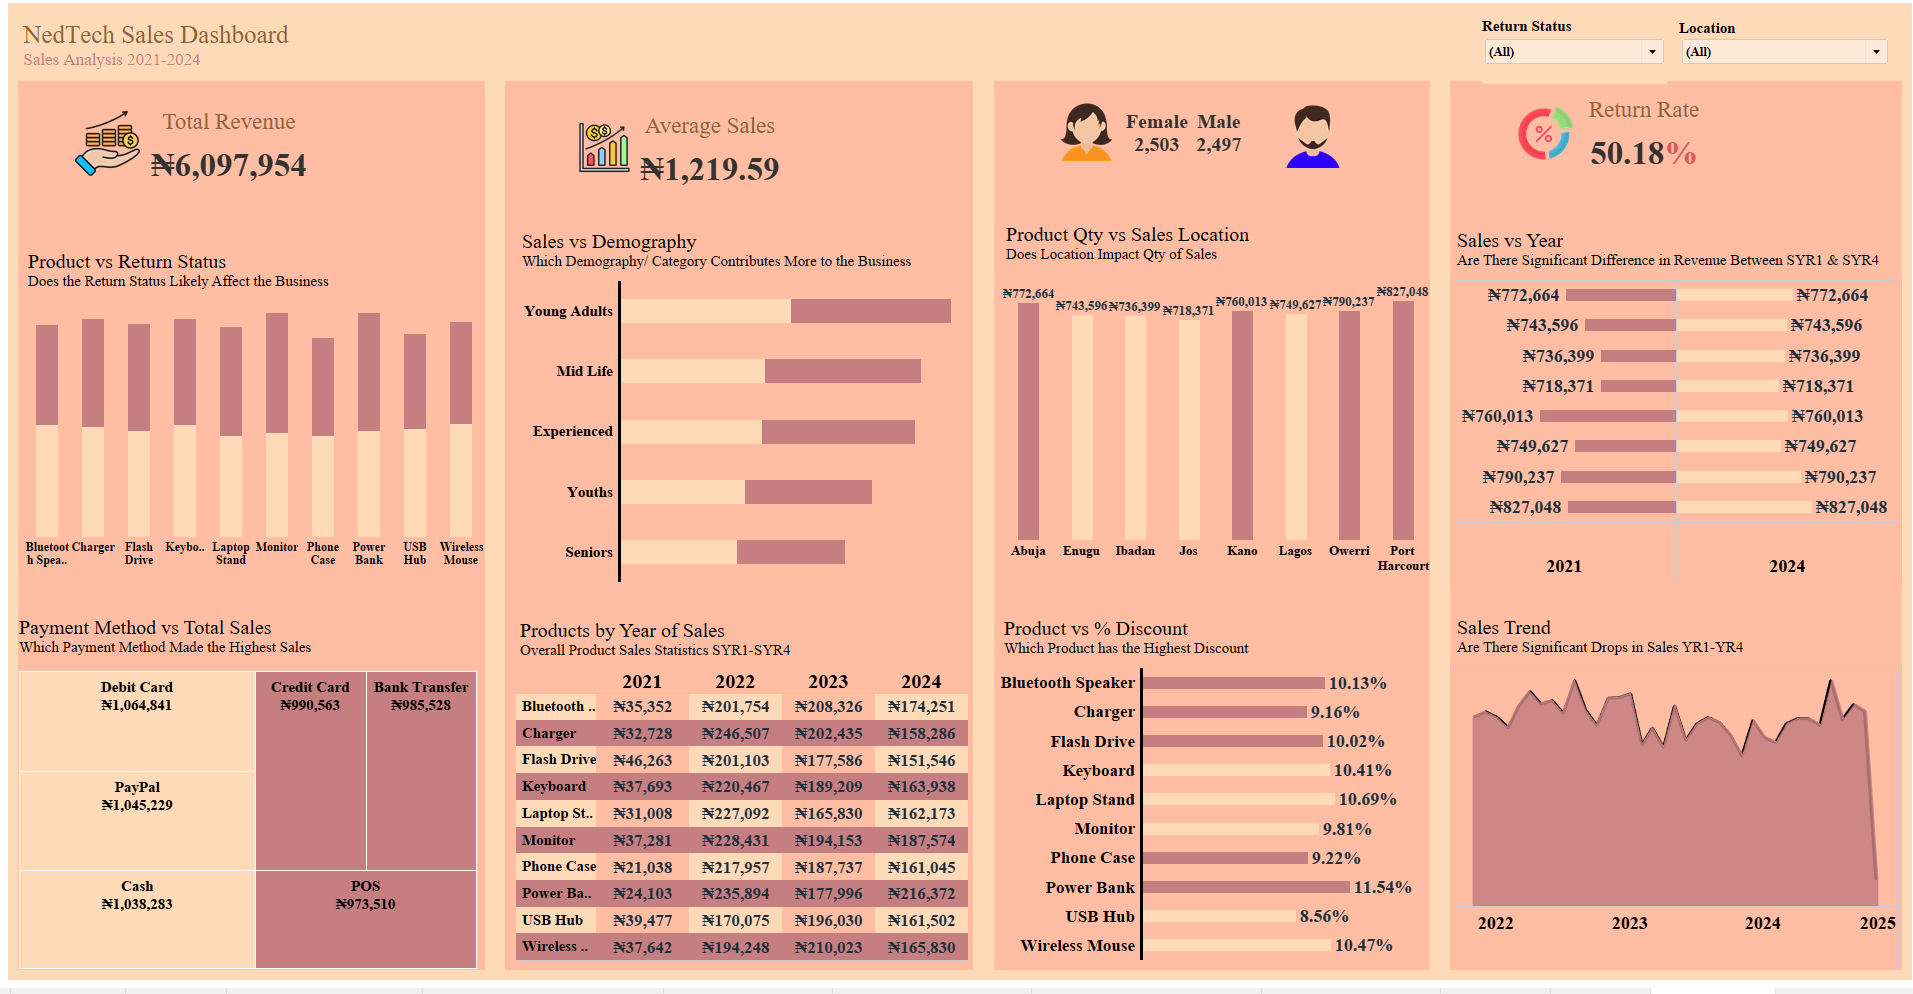 NedTech Sales Dashboard
Sales Analysis 2021-2024
Return Status
(All)
Location
(All)
Total Revenue
₦6,097,954
Average Sales
₦1,219.59
Female Male
2,503 2,497
Return Rate
50.18%
Product vs Return Status
Does the Return Status Likely Affect the Business
Bluetoot
h Spea..
Charger
Flash
Drive
Keybo..
Laptop
Stand
Monitor
Phone
Case
Power
Bank
USB
Hub
Wireless
Mouse
Sales vs Demography
Which Demography/ Category Contributes More to the Business
Young Adults
Mid Life
Experienced
Youths
Seniors
Product Qty vs Sales Location
Does Location Impact Qty of Sales
₦772,664 ₦743,596 ₦736,399 ₦718,371 ₦760,013 ₦749,627 ₦790,237 ₦827,048
Abuja Enugu Ibadan Jos Kano Lagos Owerri Port
Harcourt
Sales vs Year
Are There Significant Difference in Revenue Between SYR1 & SYR4
₦772,664 ₦772,664
₦743,596 ₦743,596
₦736,399 ₦736,399
₦718,371 ₦718,371
₦760,013 ₦760,013
₦749,627 ₦749,627
₦790,237 ₦790,237
₦827,048 ₦827,048
2021 2024
Payment Method vs Total Sales
Which Payment Method Made the Highest Sales
Debit Card
₦1,064,841
Credit Card
₦990,563
Bank Transfer
₦985,528
PayPal
₦1,045,229
Cash
₦1,038,283
POS
₦973,510
Products by Year of Sales
Overall Product Sales Statistics SYR1-SYR4
2021 2022 2023 2024
Bluetooth .. ₦35,352 ₦201,754 ₦208,326 ₦174,251
Charger ₦32,728 ₦246,507 ₦202,435 ₦158,286
Flash Drive ₦46,263 ₦201,103 ₦177,586 ₦151,546
Keyboard ₦37,693 ₦220,467 ₦189,209 ₦163,938
Laptop St.. ₦31,008 ₦227,092 ₦165,830 ₦162,173
Monitor ₦37,281 ₦228,431 ₦194,153 ₦187,574
Phone Case ₦21,038 ₦217,957 ₦187,737 ₦161,045
Power Ba.. ₦24,103 ₦235,894 ₦177,996 ₦216,372
USB Hub ₦39,477 ₦170,075 ₦196,030 ₦161,502
Wireless .. ₦37,642 ₦194,248 ₦210,023 ₦165,830
Product vs % Discount
Which Product has the Highest Discount
Bluetooth Speaker 10.13%
Charger 9.16%
Flash Drive 10.02%
Keyboard 10.41%
Laptop Stand 10.69%
Monitor 9.81%
Phone Case 9.22%
Power Bank 11.54%
USB Hub 8.56%
Wireless Mouse 10.47%
Sales Trend
Are There Significant Drops in Sales YR1-YR4
2022 2023 2024 2025